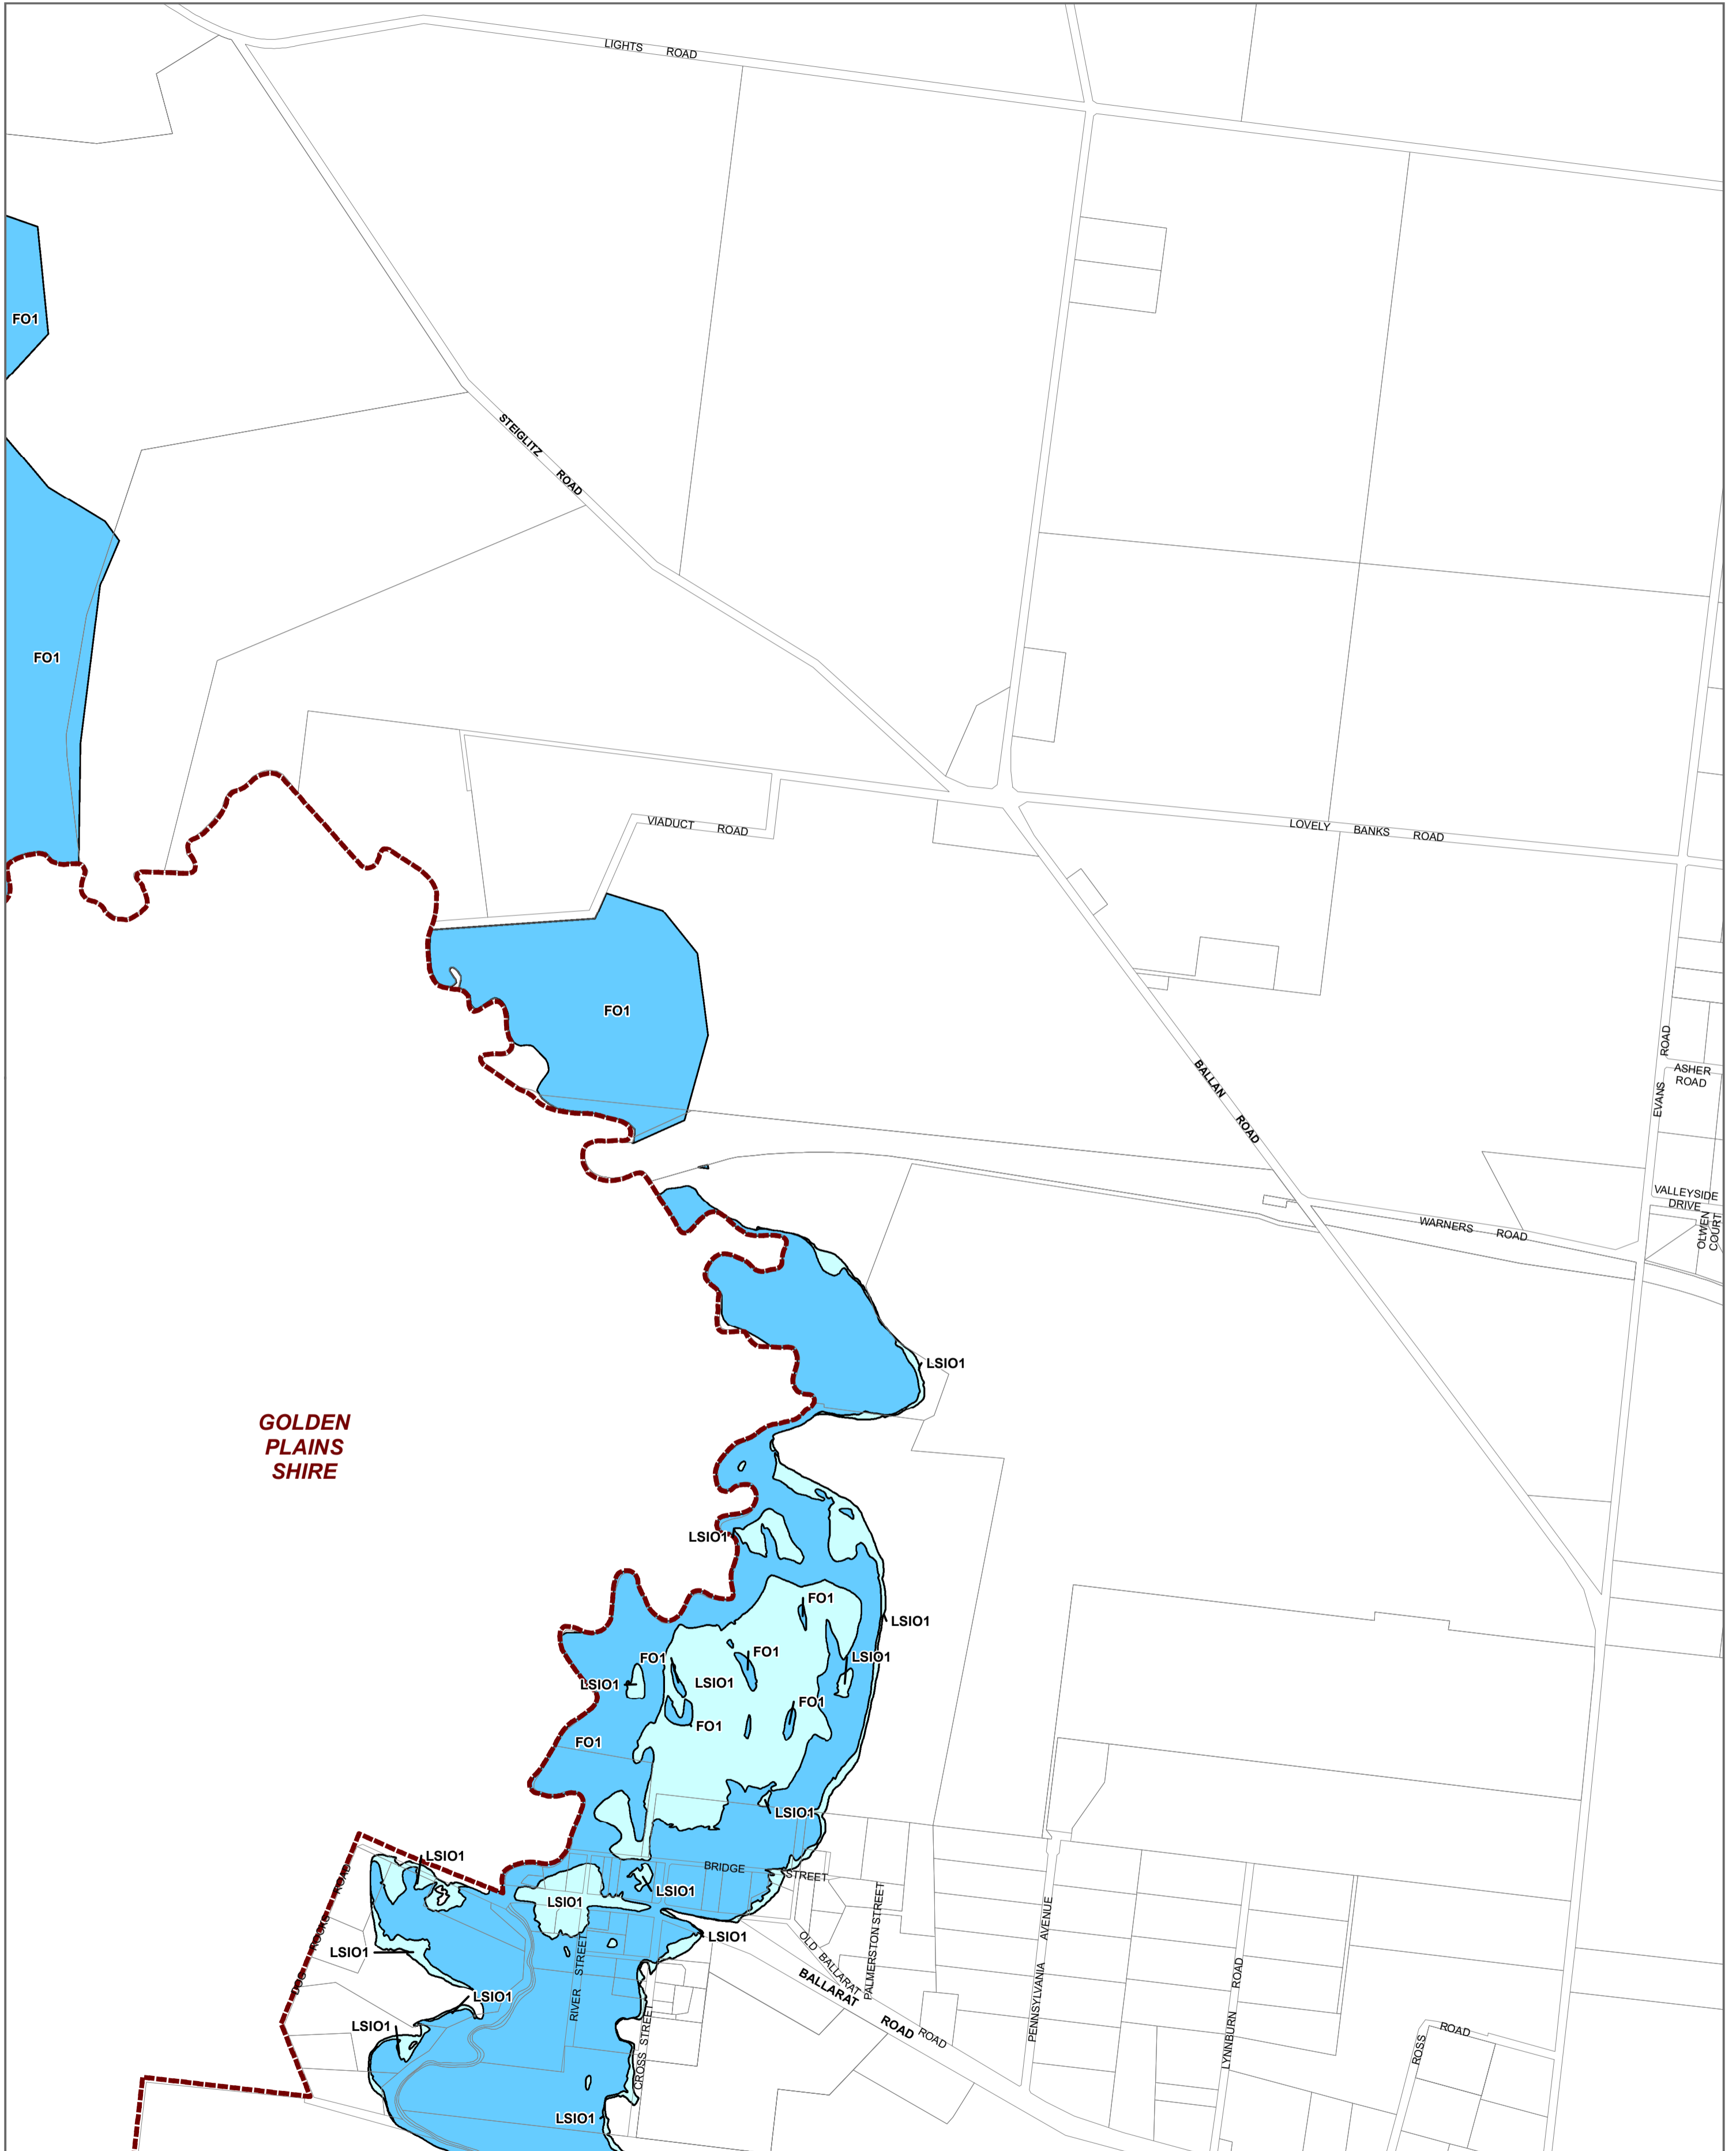 LIGHTS ROAD
FO1
STEIGLITZ ROAD
FO1
VIADUCT ROAD
LOVELY BANKS ROAD
FO1
BALLAN ROAD
EVANS ROAD
ASHER
ROAD
VALLEYSIDE
DRIVE
OLWEN
COURT
WARNERS ROAD
LSIO1
GOLDEN
PLAINS
SHIRE
LSIO1
FO1
LSIO1
FO1
FO1
LSIO1
LSIO1
LSIO1
FO1
FO1
FO1
LSIO1
LSIO1
BRIDGE STREET
LSIO1
LSIO1
DOG ROCKS ROAD
LSIO1
LSIO1
RIVER STREET
OLD BALLARAT ROAD
PALMERSTON STREET
PENNSYLVANIA AVENUE
BALLARAT ROAD
LSIO1
LSIO1
CROSS STREET
LYNNBURN ROAD
ROSS ROAD
LSIO1